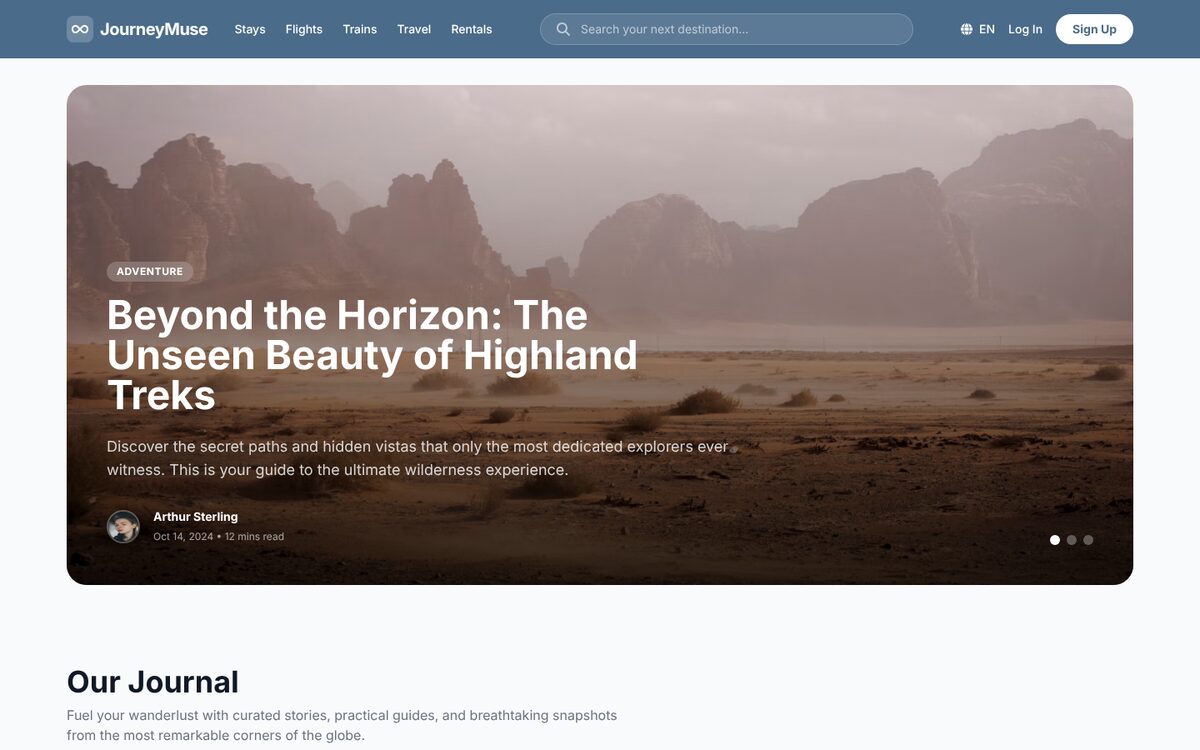 JourneyMuse Stays Flights Trains Travel Rentals Search your next destination... EN Log In Sign Up
ADVENTURE
Beyond the Horizon: The
Unseen Beauty of Highland
Treks
Discover the secret paths and hidden vistas that only the most dedicated explorers ever
witness. This is your guide to the ultimate wilderness experience.
Arthur Sterling
Oct 14, 2024 • 12 mins read
Our Journal
Fuel your wanderlust with curated stories, practical guides, and breathtaking snapshots
from the most remarkable corners of the globe.